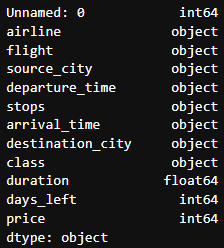 Unnamed: 0 int64
airline object
flight object
source_city object
departure_time object
stops object
arrival_time object
destination_city object
class object
duration float64
days_left int64
price int64
dtype: object